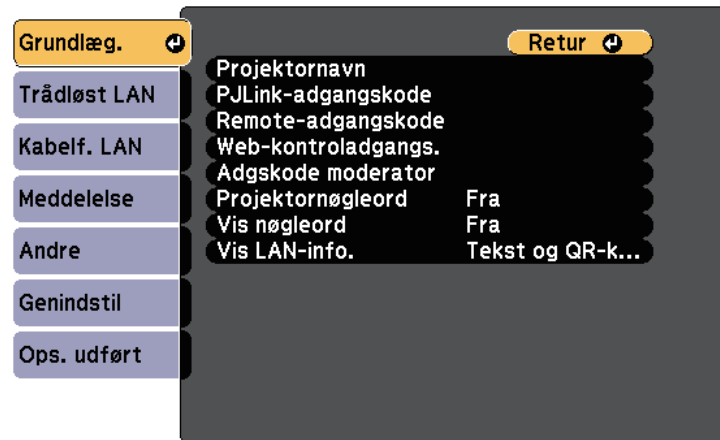 Grundlæg.
Trådløst LAN
Kabelf. LAN
Meddelelse
Andre
Genindstil
Ops. udført
Retur
Projektornavn
PJLink-adgangskode
Remote-adgangskode
Web-kontroladgangs.
Adgskode moderator
Projektornøgleord Fra
Vis nøgleord Fra
Vis LAN-info. Tekst og QR-k...